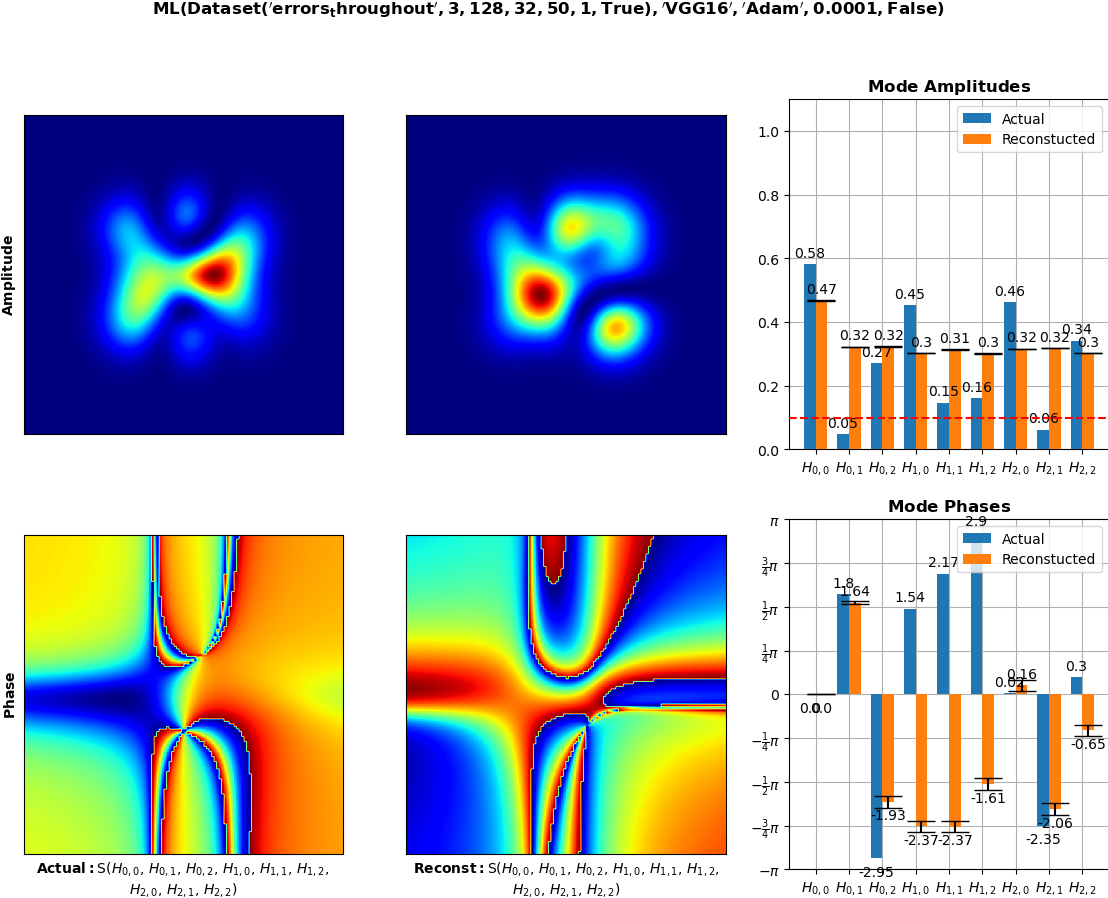 ML(Dataset('errors_throughout', 3, 128, 32, 50, 1, True), 'VGG16', 'Adam', 0.0001, False)
Amplitude
Mode Amplitudes
Actual
Reconstucted
1.0
0.8
0.6
0.4
0.2
0.0
0.58
0.47
0.05
0.32
0.27
0.32
0.45
0.3
0.15
0.31
0.16
0.3
0.46
0.32
0.06
0.32
0.34
0.3
H0,0 H0,1 H0,2 H1,0 H1,1 H1,2 H2,0 H2,1 H2,2
Phase
Mode Phases
Actual
Reconstucted
π
3/4π
1/2π
1/4π
0
−1/4π
−1/2π
−3/4π
−π
0.0
0.0
1.8
1.64
-2.95
-1.93
1.54
-2.37
2.17
-2.37
2.9
-1.61
0.02
0.16
-2.35
-2.06
0.3
-0.65
H0,0 H0,1 H0,2 H1,0 H1,1 H1,2 H2,0 H2,1 H2,2
Actual: S(H0,0, H0,1, H0,2, H1,0, H1,1, H1,2,
H2,0, H2,1, H2,2)
Reconst: S(H0,0, H0,1, H0,2, H1,0, H1,1, H1,2,
H2,0, H2,1, H2,2)